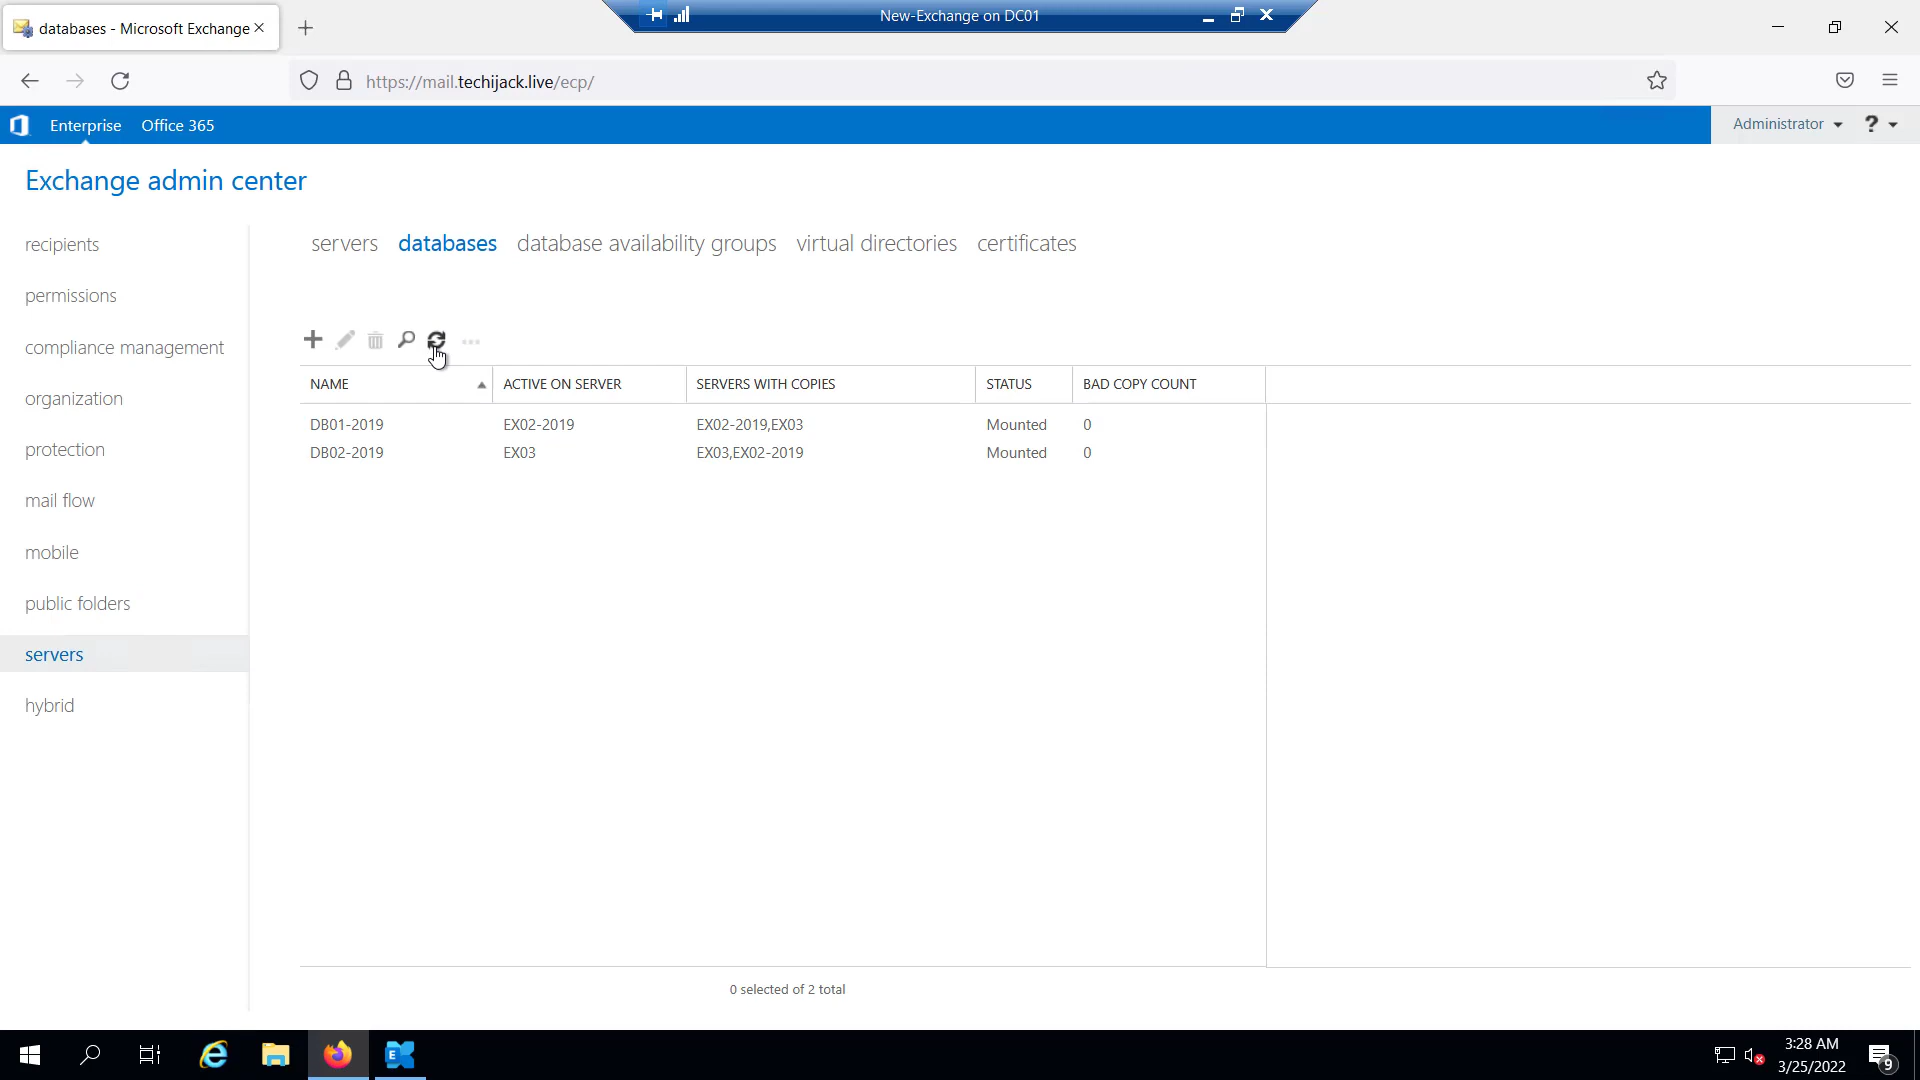 databases - Microsoft Exchange
New-Exchange on DC01
https://mail.techijack.live/ecp/
Enterprise Office 365
Administrator ?
Exchange admin center
recipients
permissions
compliance management
organization
protection
mail flow
mobile
public folders
servers
hybrid
servers databases database availability groups virtual directories certificates
NAME ACTIVE ON SERVER SERVERS WITH COPIES STATUS BAD COPY COUNT
DB01-2019 EX02-2019 EX02-2019,EX03 Mounted 0
DB02-2019 EX03 EX03,EX02-2019 Mounted 0
0 selected of 2 total
3:28 AM
3/25/2022
9